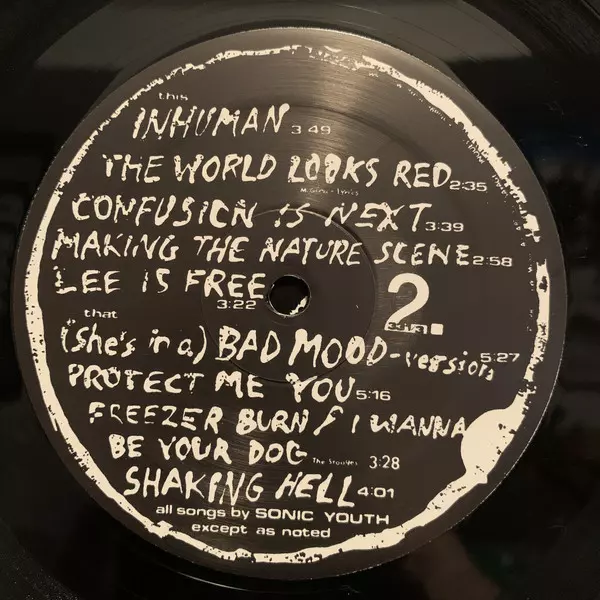 this
INHUMAN 3 49
THE WORLD LOOKS RED 2:35
M. Gira - lyrics
CONFUSION IS NEXT 3:39
MAKING THE NATURE SCENE 2:58
LEE IS FREE
3:22
2
that
(she's in a) BAD MOOD - version 5:27
PROTECT ME YOU 5:16
FREEZER BURN / I WANNA
BE YOUR DOG The Stooges 3:28
SHAKING HELL 4:01
all songs by SONIC YOUTH
except as noted